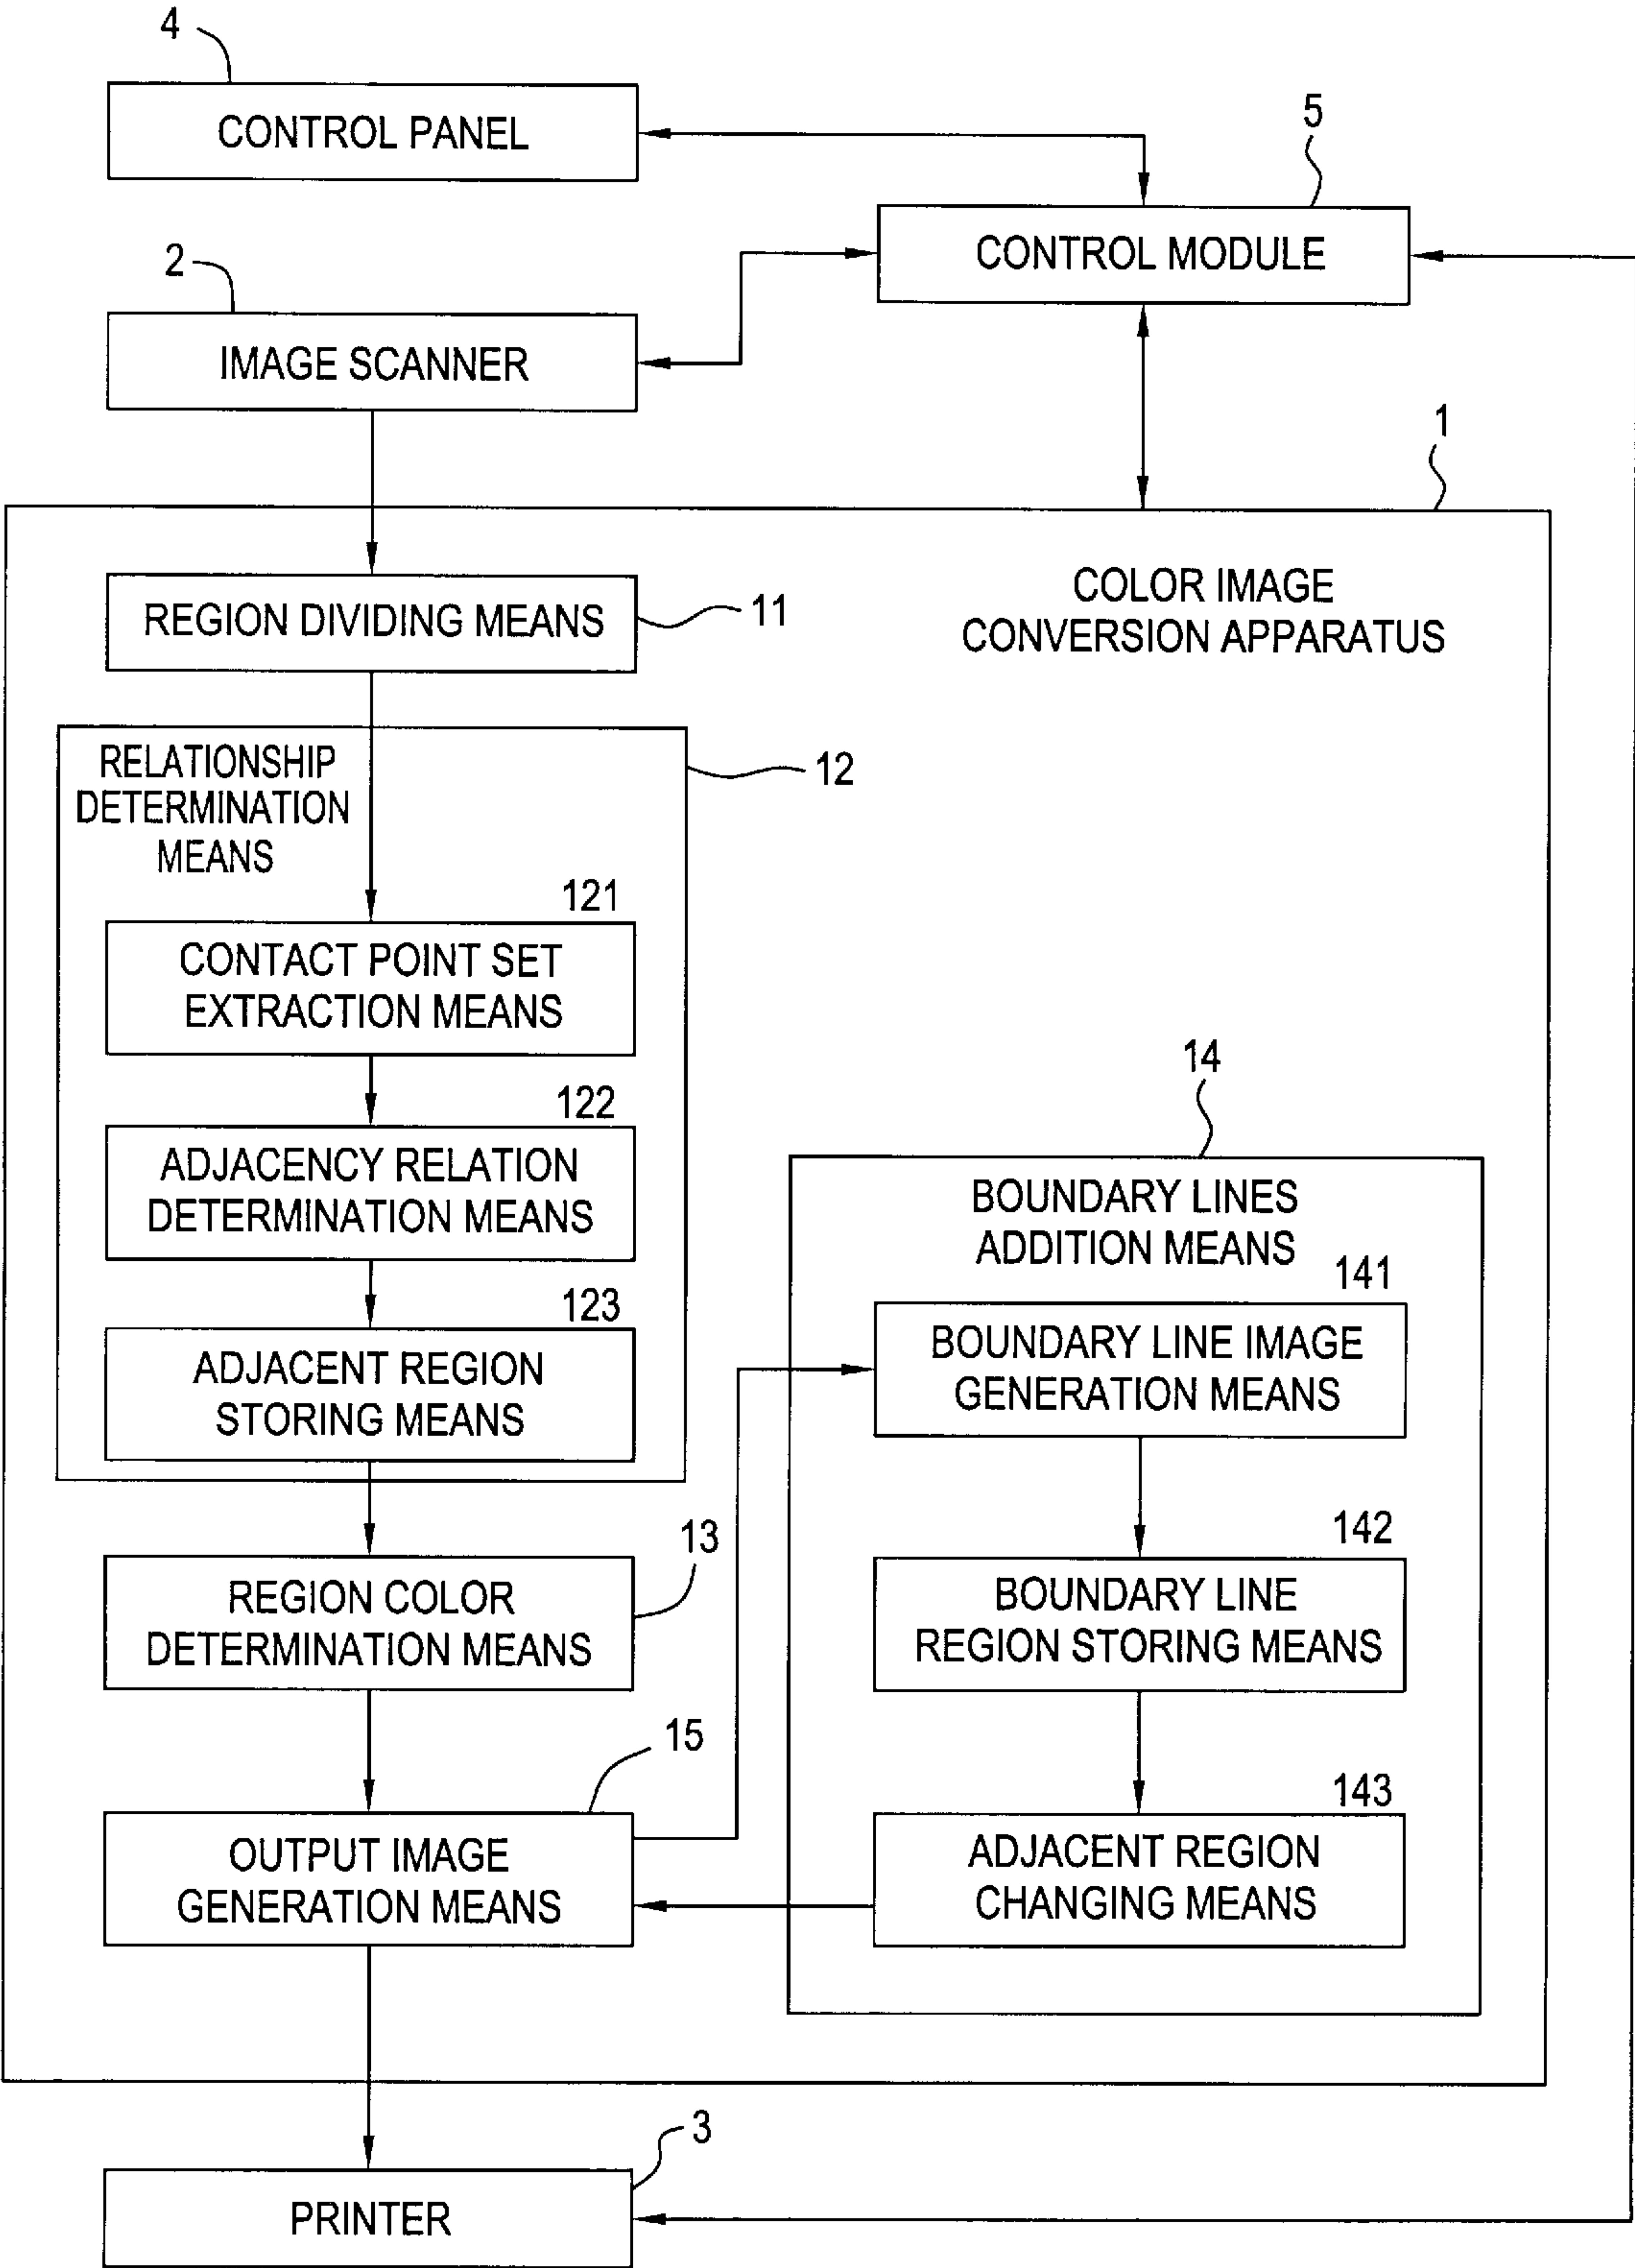 4
CONTROL PANEL
5
CONTROL MODULE
2
IMAGE SCANNER
1
COLOR IMAGE
CONVERSION APPARATUS
REGION DIVIDING MEANS
11
RELATIONSHIP
DETERMINATION
MEANS
12
121
CONTACT POINT SET
EXTRACTION MEANS
122
ADJACENCY RELATION
DETERMINATION MEANS
123
ADJACENT REGION
STORING MEANS
13
REGION COLOR
DETERMINATION MEANS
15
OUTPUT IMAGE
GENERATION MEANS
14
BOUNDARY LINES
ADDITION MEANS
141
BOUNDARY LINE IMAGE
GENERATION MEANS
142
BOUNDARY LINE
REGION STORING MEANS
143
ADJACENT REGION
CHANGING MEANS
3
PRINTER